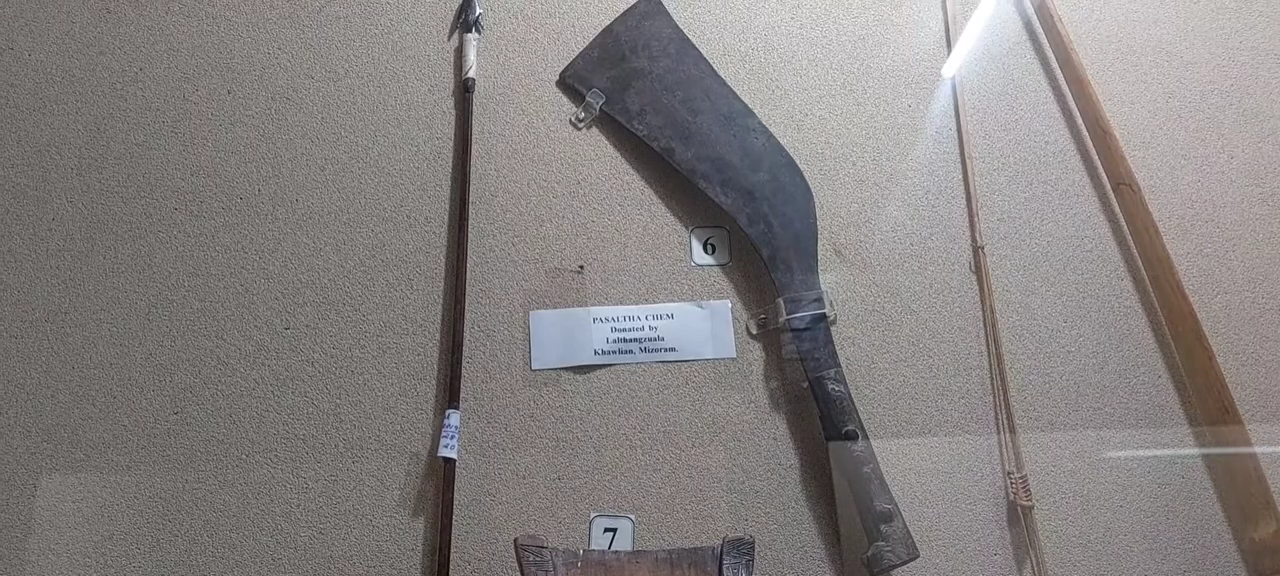 6
PASALTHA CHEM
Donated by
Lalthangzuala
Khawlian, Mizoram.
7